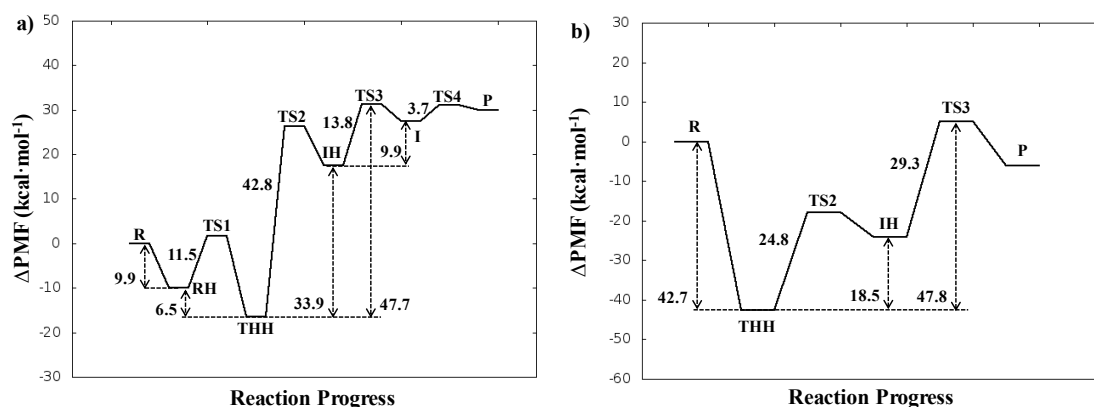 a)
ΔPMF (kcal·mol-1)
50
40
30
20
10
0
-10
-20
-30
R
9.9
11.5
RH
6.5
TS1
THH
42.8
TS2
IH
33.9
13.8
TS3
47.7
3.7
I
9.9
TS4
P
Reaction Progress
b)
ΔPMF (kcal·mol-1)
30
20
10
0
-10
-20
-30
-40
-50
-60
R
42.7
THH
24.8
TS2
IH
18.5
29.3
TS3
47.8
P
Reaction Progress